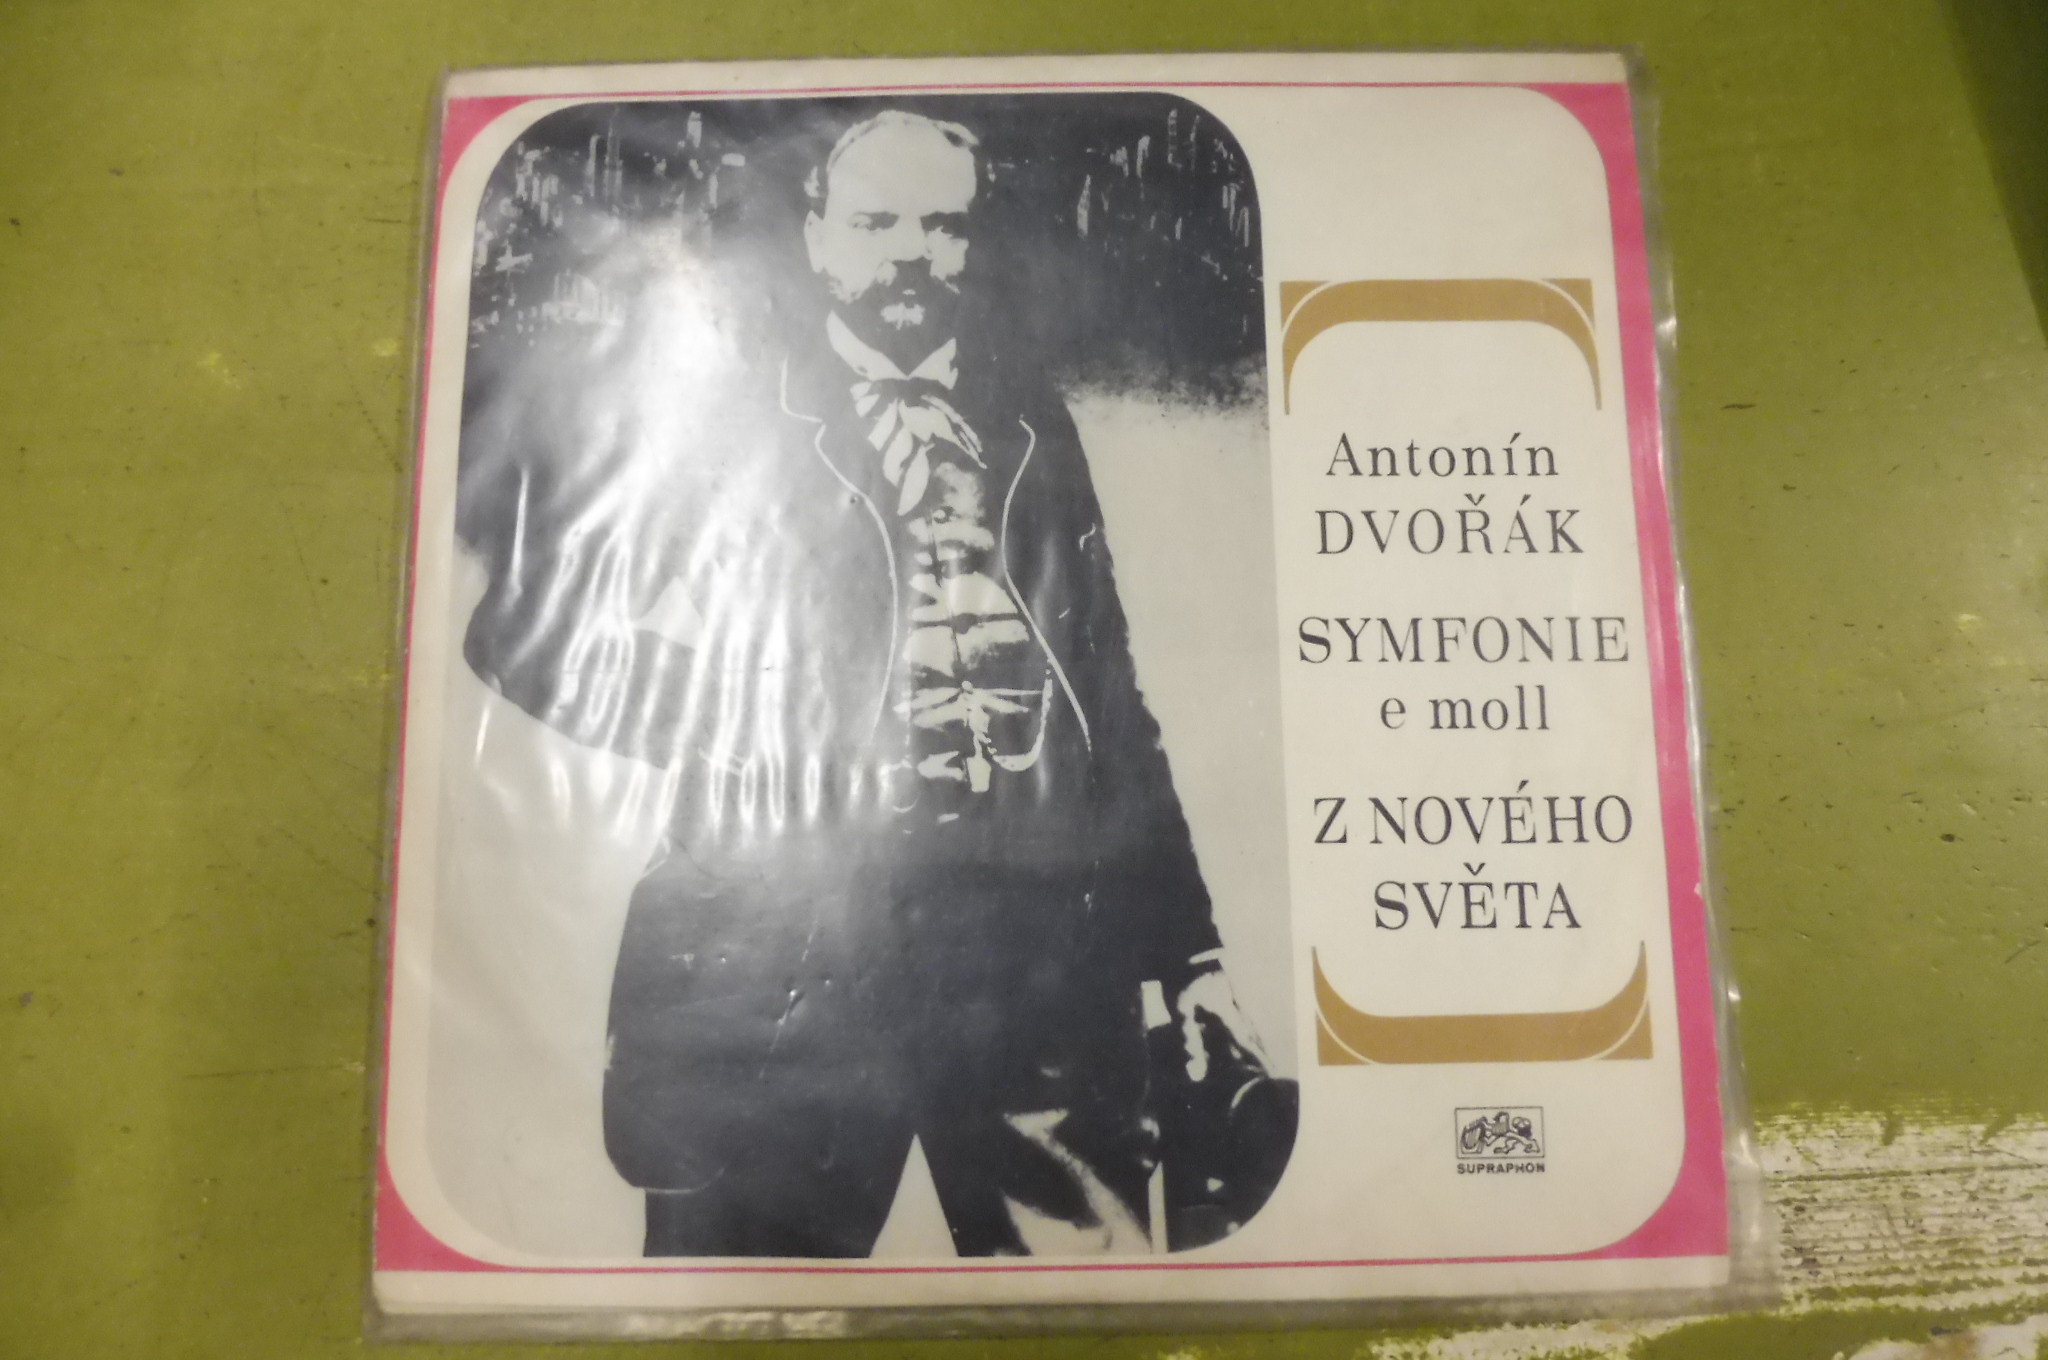 Antonín
DVOŘÁK
SYMFONIE
e moll
Z NOVÉHO
SVĚTA
SUPRAPHON